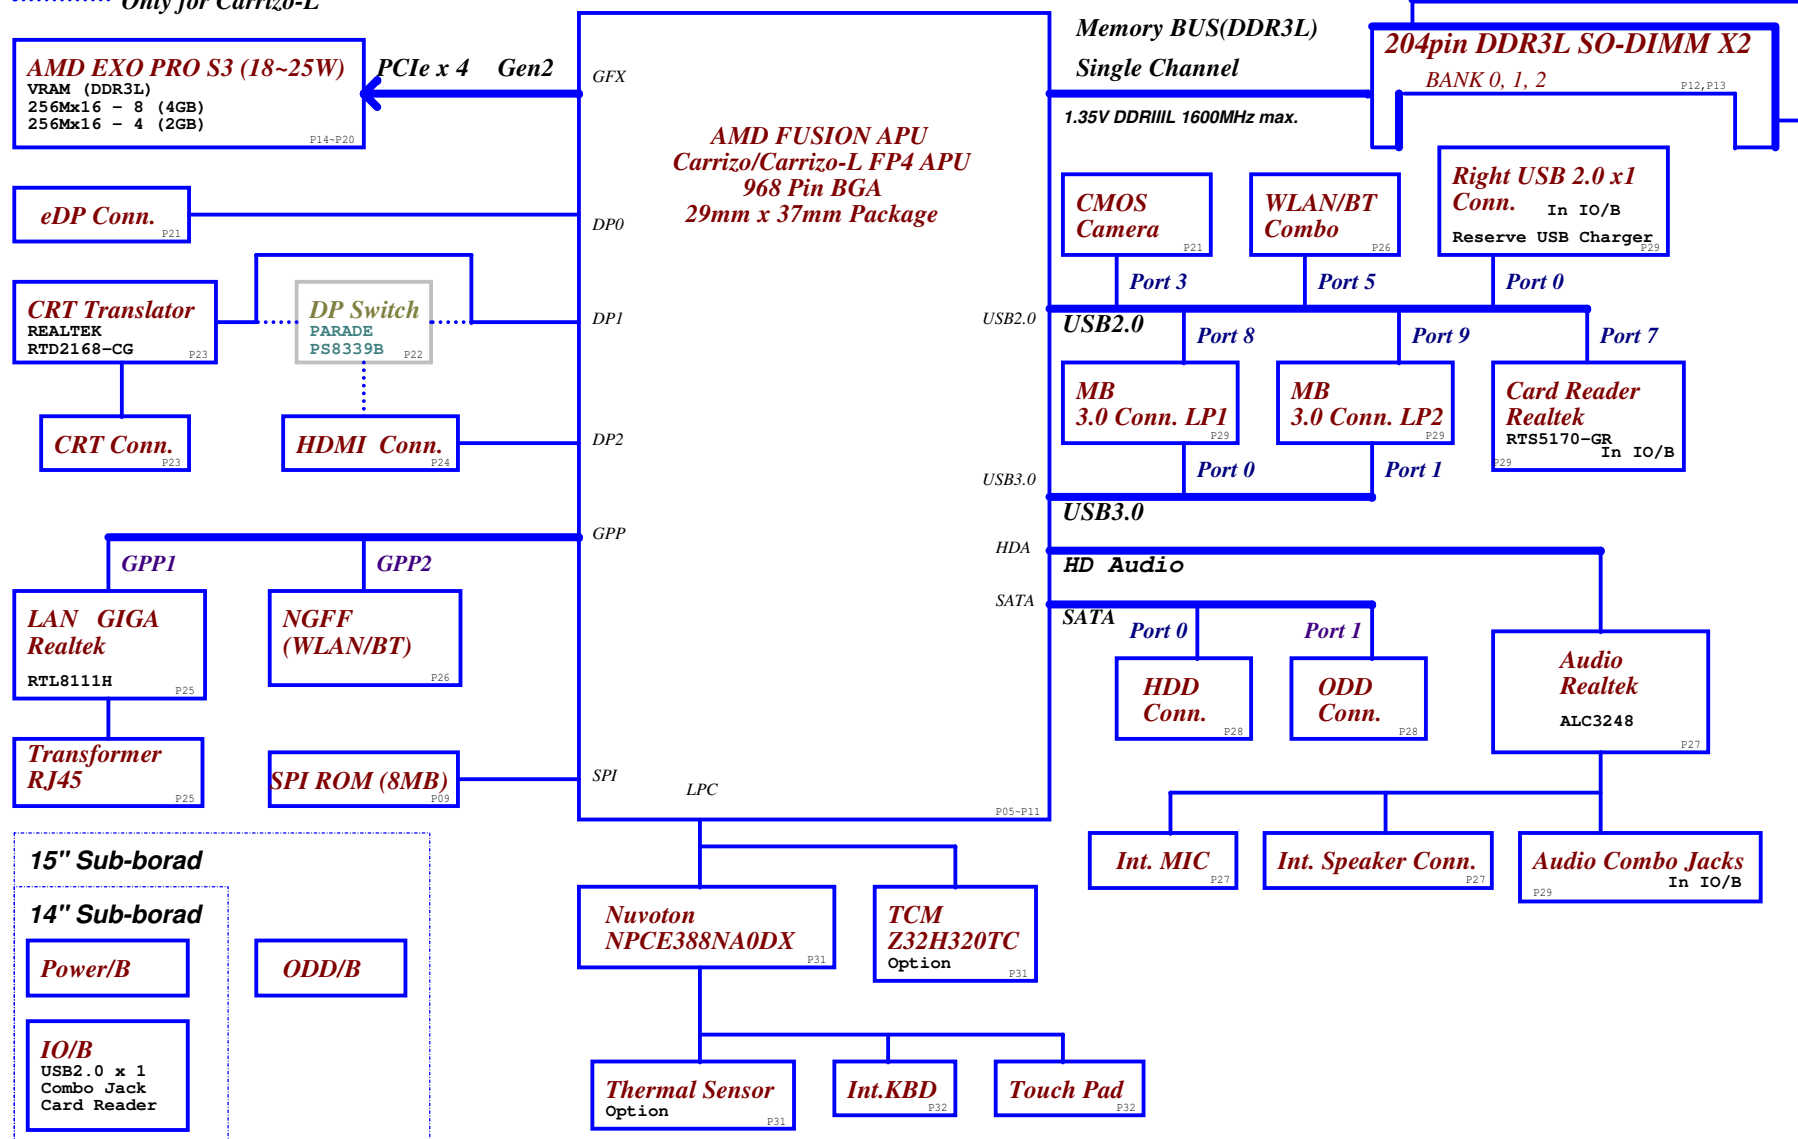 Only for Carrizo-L
AMD EXO PRO S3 (18~25W)
VRAM (DDR3L)
256Mx16 - 8 (4GB)
256Mx16 - 4 (2GB)
P14~P20
PCIe x 4 Gen2
GFX
AMD FUSION APU
Carrizo/Carrizo-L FP4 APU
968 Pin BGA
29mm x 37mm Package
Memory BUS(DDR3L)
Single Channel
1.35V DDRIIIL 1600MHz max.
204pin DDR3L SO-DIMM X2
BANK 0, 1, 2
P12,P13
eDP Conn.
P21
DP0
CMOS
Camera
P21
WLAN/BT
Combo
P26
Right USB 2.0 x1
Conn. In IO/B
Reserve USB Charger
P29
Port 3
Port 5
Port 0
CRT Translator
REALTEK
RTD2168-CG
P23
DP Switch
PARADE
PS8339B
P22
DP1
USB2.0
USB2.0
Port 8
Port 9
Port 7
CRT Conn.
P23
HDMI Conn.
P24
DP2
MB
3.0 Conn. LP1
P29
MB
3.0 Conn. LP2
P29
Card Reader
Realtek
RTS5170-GR
In IO/B
P29
Port 0
Port 1
USB3.0
USB3.0
GPP
GPP1
GPP2
HDA
HD Audio
LAN GIGA
Realtek
RTL8111H
P25
NGFF
(WLAN/BT)
P26
SATA
SATA
Port 0
Port 1
HDD
Conn.
P28
ODD
Conn.
P28
Audio
Realtek
ALC3248
P27
Transformer
RJ45
P25
SPI ROM (8MB)
P09
SPI
LPC
P05~P11
Int. MIC
P27
Int. Speaker Conn.
P27
Audio Combo Jacks
In IO/B
P29
15" Sub-borad
14" Sub-borad
Power/B
ODD/B
IO/B
USB2.0 x 1
Combo Jack
Card Reader
Nuvoton
NPCE388NA0DX
P31
TCM
Z32H320TC
Option
P31
Thermal Sensor
Option
P31
Int.KBD
P32
Touch Pad
P32